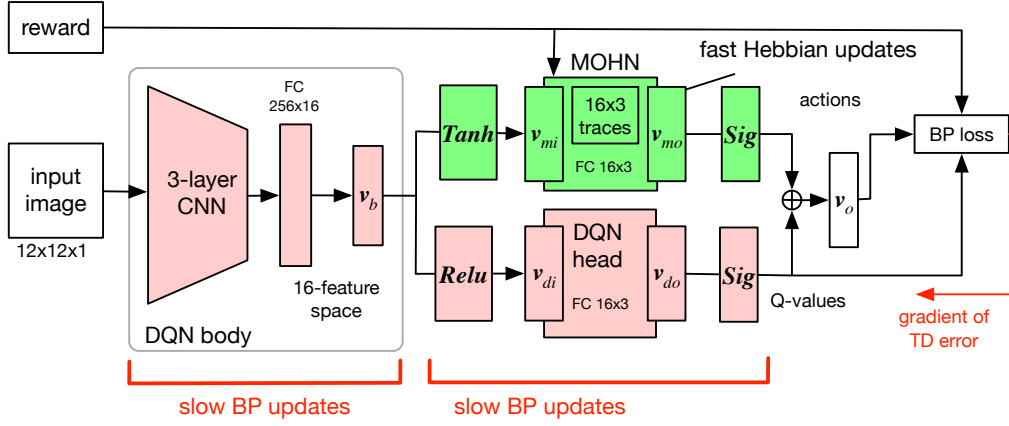 reward
MOHN
fast Hebbian updates
FC
256x16
16x3
traces
actions
Tanh
v_mi
v_mo
Sig
BP loss
FC 16x3
input
image
3-layer
CNN
v_b
⊕
v_o
12x12x1
DQN
head
Relu
v_di
v_do
Sig
FC 16x3
16-feature
space
Q-values
DQN body
gradient of
TD error
slow BP updates
slow BP updates